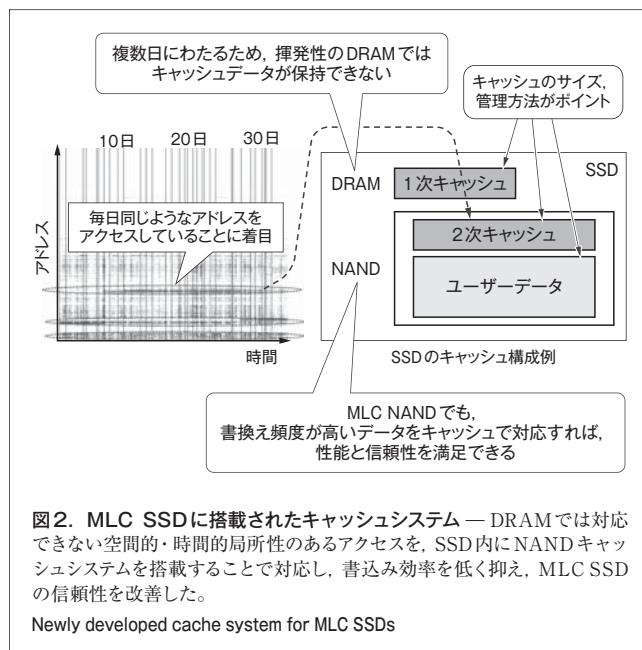 複数日にわたるため，揮発性のDRAMでは
キャッシュデータが保持できない
キャッシュのサイズ，
管理方法がポイント
10日 20日 30日
アドレス
毎日同じようなアドレスを
アクセスしていることに着目
時間
SSD
DRAM
1次キャッシュ
NAND
2次キャッシュ
ユーザーデータ
SSDのキャッシュ構成例
MLC NANDでも，
書換え頻度が高いデータをキャッシュで対応すれば，
性能と信頼性を満足できる
図2．MLC SSDに搭載されたキャッシュシステム ― DRAMでは対応
できない空間的・時間的局所性のあるアクセスを，SSD内にNANDキャッ
シュシステムを搭載することで対応し，書込み効率を低く抑え，MLC SSD
の信頼性を改善した。
Newly developed cache system for MLC SSDs